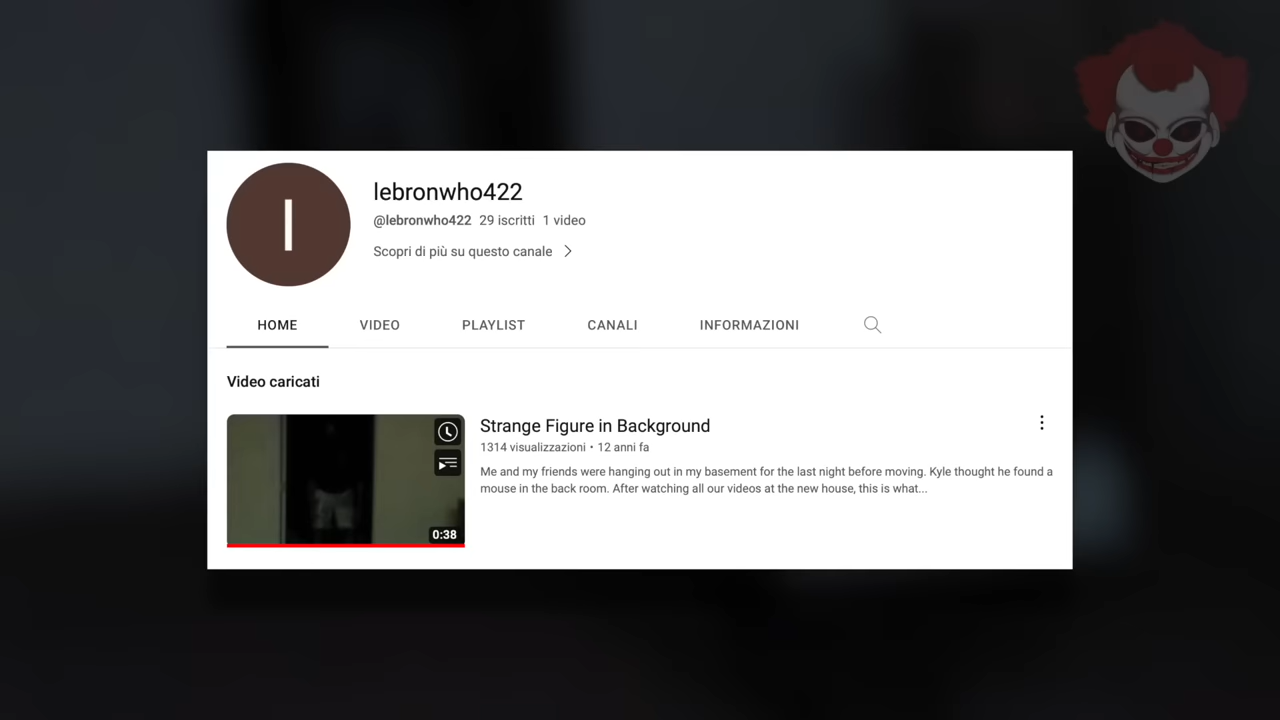 l
lebronwho422
@lebronwho422 29 iscritti 1 video
Scopri di più su questo canale
HOME VIDEO PLAYLIST CANALI INFORMAZIONI
Video caricati
Strange Figure in Background
1314 visualizzazioni • 12 anni fa
Me and my friends were hanging out in my basement for the last night before moving. Kyle thought he found a
mouse in the back room. After watching all our videos at the new house, this is what...
0:38